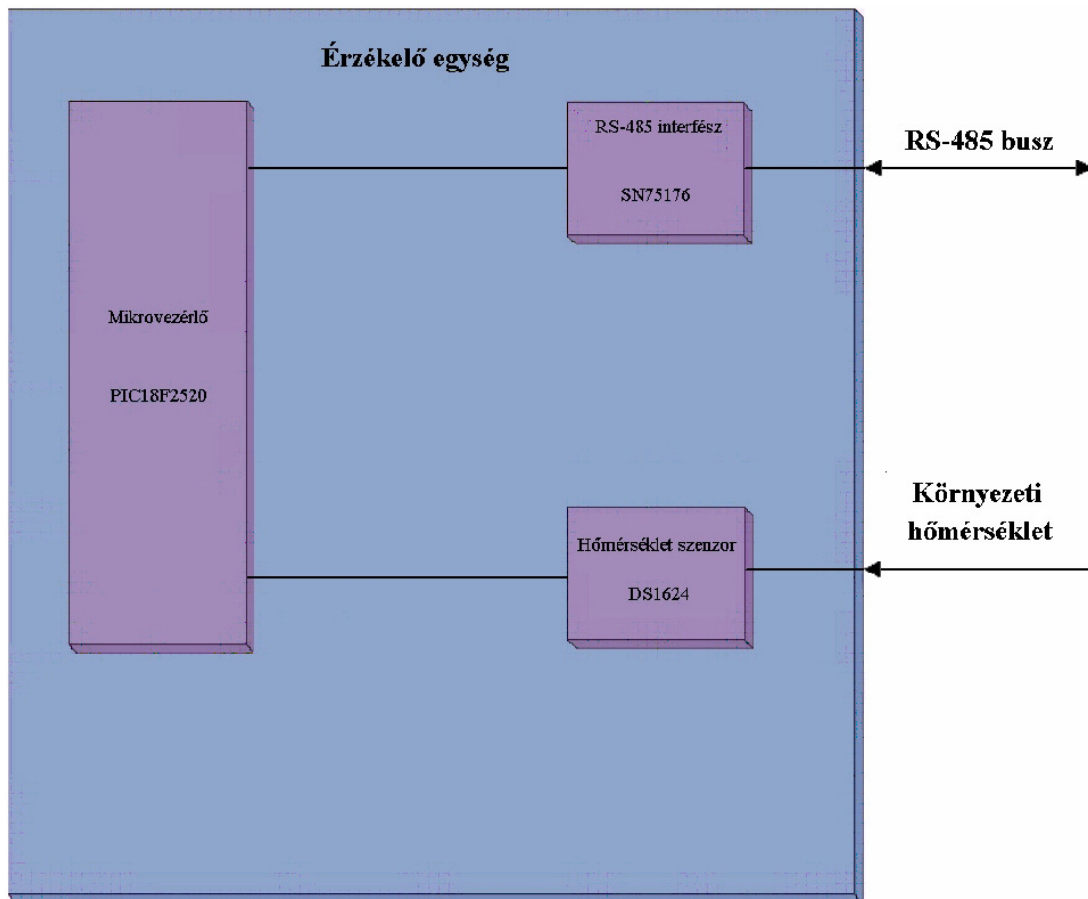 Érzékelő egység
RS-485 interfész
SN75176
RS-485 busz
Mikrovezérlő
PIC18F2520
Környezeti
hőmérséklet
Hőmérséklet szenzor
DS1624